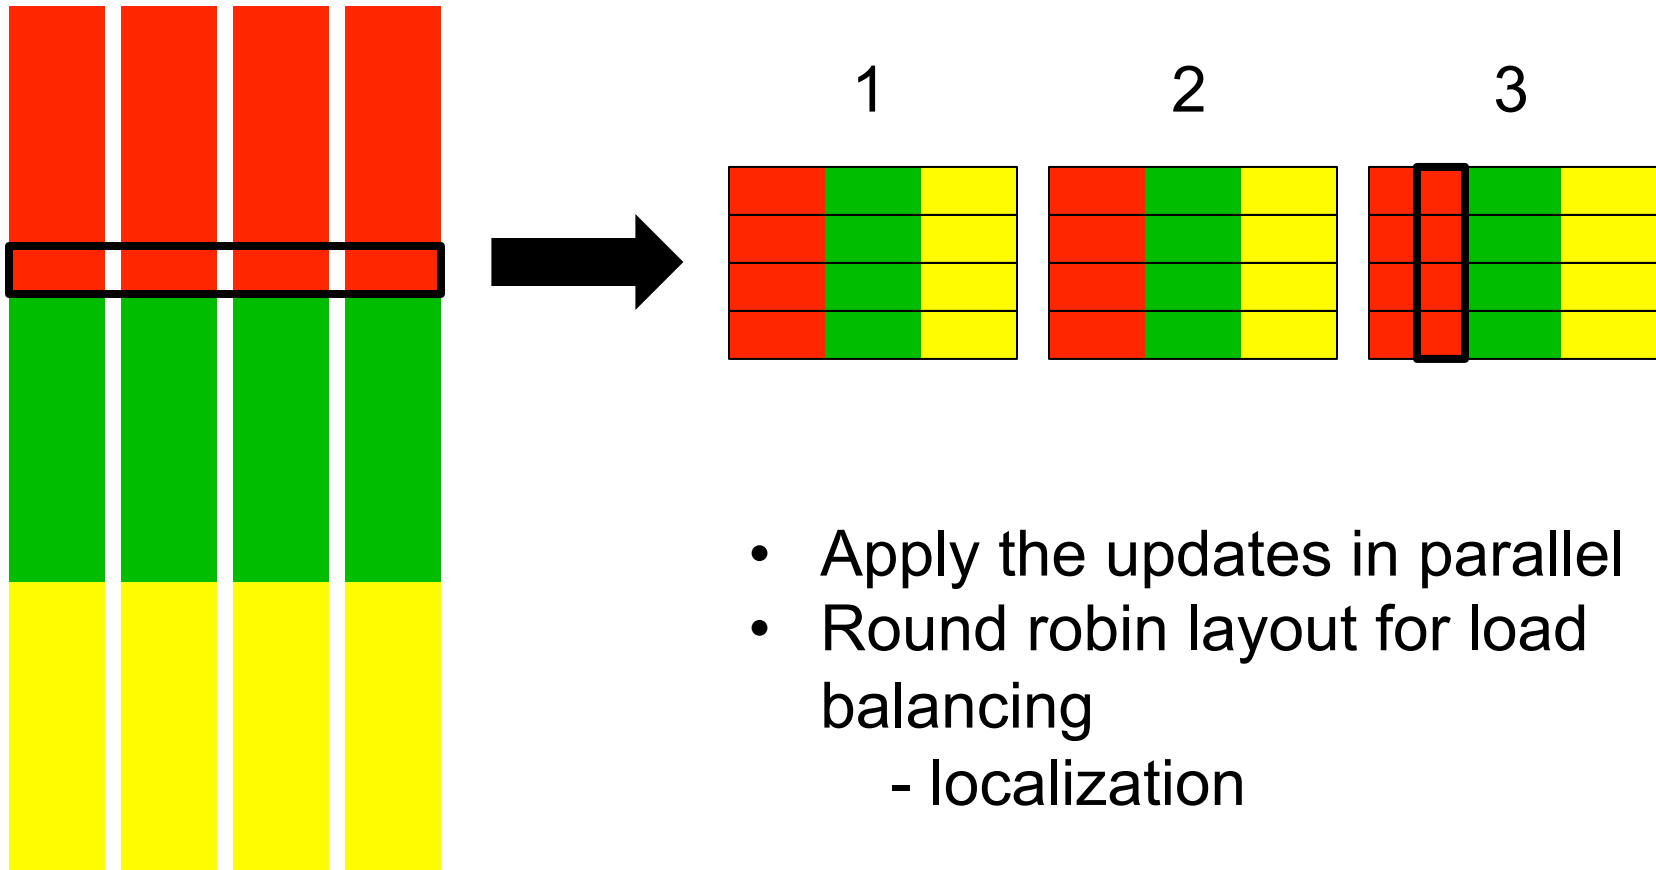 1 2 3
• Apply the updates in parallel
• Round robin layout for load
balancing
- localization